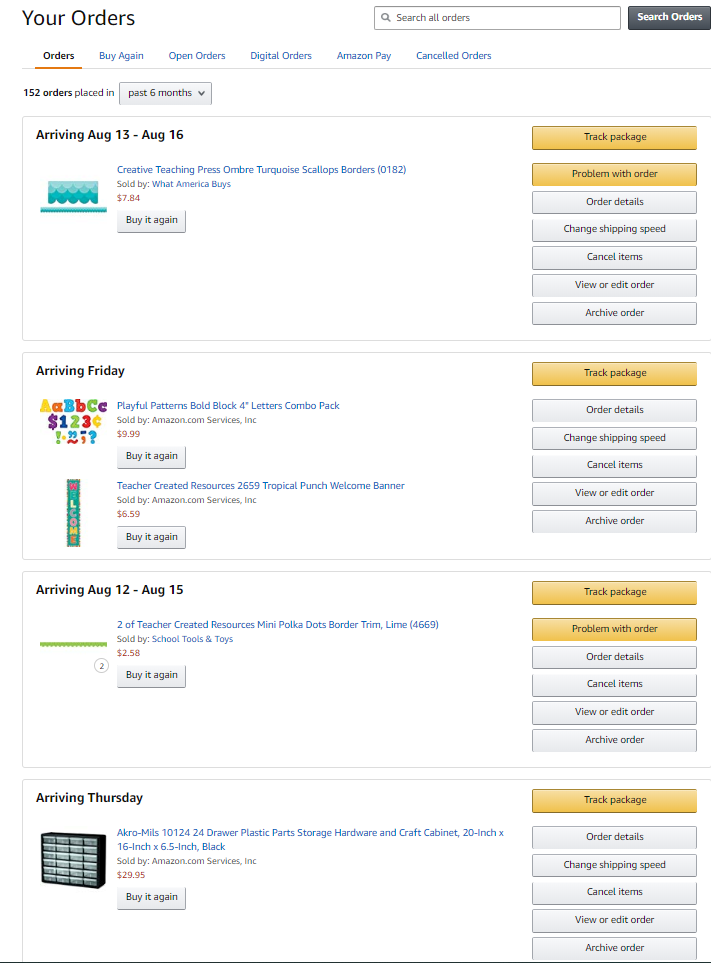 Your Orders
Search all orders
Search Orders
Orders Buy Again Open Orders Digital Orders Amazon Pay Cancelled Orders
152 orders placed in past 6 months
Arriving Aug 13 - Aug 16
Creative Teaching Press Ombre Turquoise Scallops Borders (0182)
Sold by: What America Buys
$7.84
Buy it again
Track package
Problem with order
Order details
Change shipping speed
Cancel items
View or edit order
Archive order
Arriving Friday
AaBbCc
$123¢
Playful Patterns Bold Block 4" Letters Combo Pack
Sold by: Amazon.com Services, Inc
$9.99
Buy it again
WELCOME
Teacher Created Resources 2659 Tropical Punch Welcome Banner
Sold by: Amazon.com Services, Inc
$6.59
Buy it again
Track package
Order details
Change shipping speed
Cancel items
View or edit order
Archive order
Arriving Aug 12 - Aug 15
2
2 of Teacher Created Resources Mini Polka Dots Border Trim, Lime (4669)
Sold by: School Tools & Toys
$2.58
Buy it again
Track package
Problem with order
Order details
Cancel items
View or edit order
Archive order
Arriving Thursday
Akro-Mils 10124 24 Drawer Plastic Parts Storage Hardware and Craft Cabinet, 20-Inch x
16-Inch x 6.5-Inch, Black
Sold by: Amazon.com Services, Inc
$29.95
Buy it again
Track package
Order details
Change shipping speed
Cancel items
View or edit order
Archive order